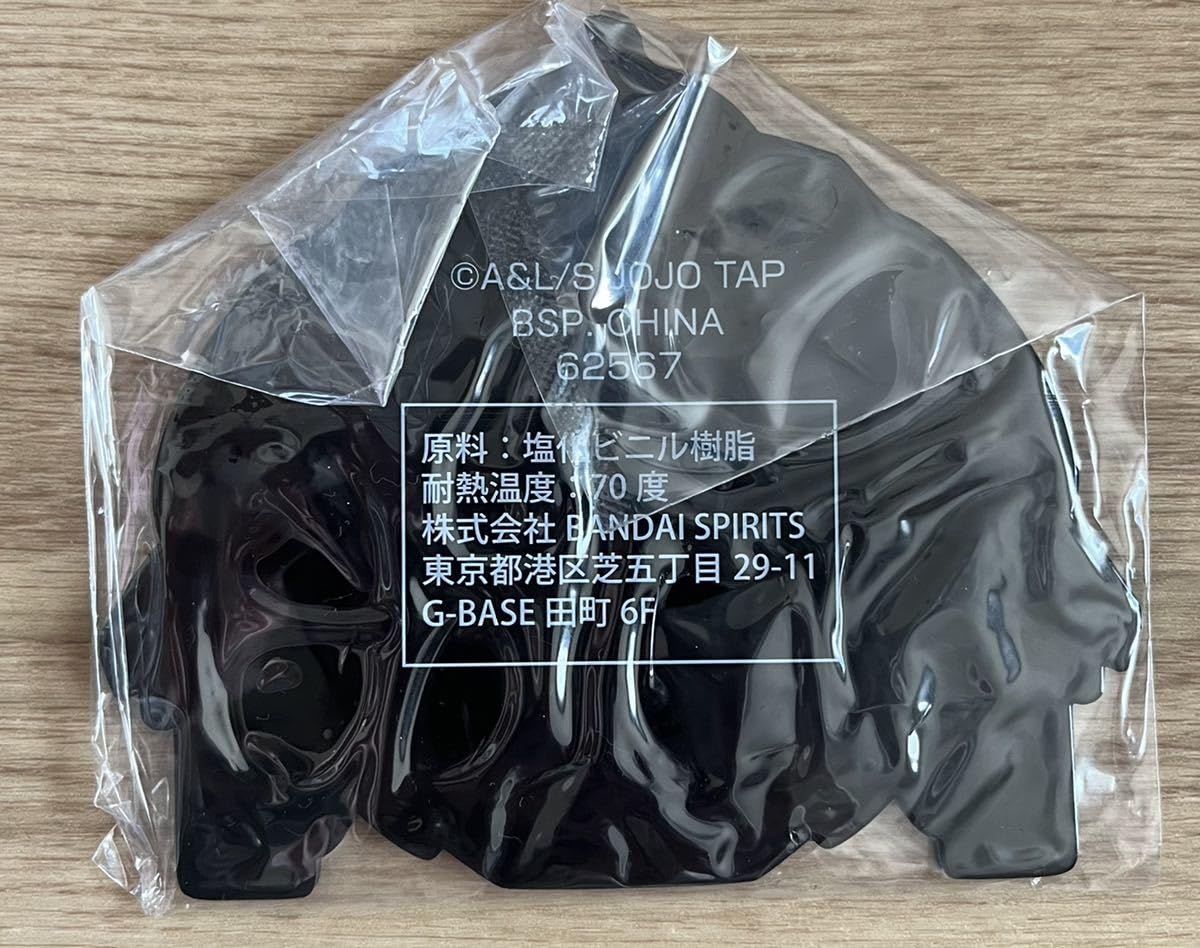 ©A&L/S, JOJO TAP
BSP. CHINA
62567
原料：塩化ビニル樹脂
耐熱温度：70 度
株式会社 BANDAI SPIRITS
東京都港区芝五丁目 29-11
G-BASE 田町 6F